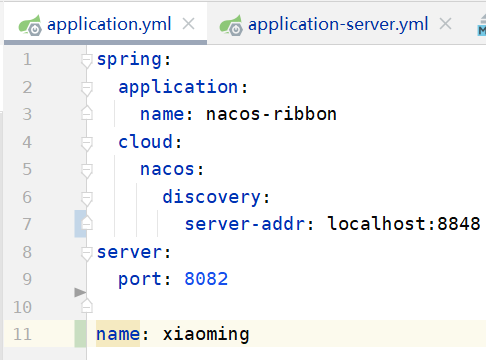 application.yml
application-server.yml
1 spring:
2   application:
3     name: nacos-ribbon
4   cloud:
5     nacos:
6       discovery:
7         server-addr: localhost:8848
8 server:
9   port: 8082
10
11 name: xiaoming